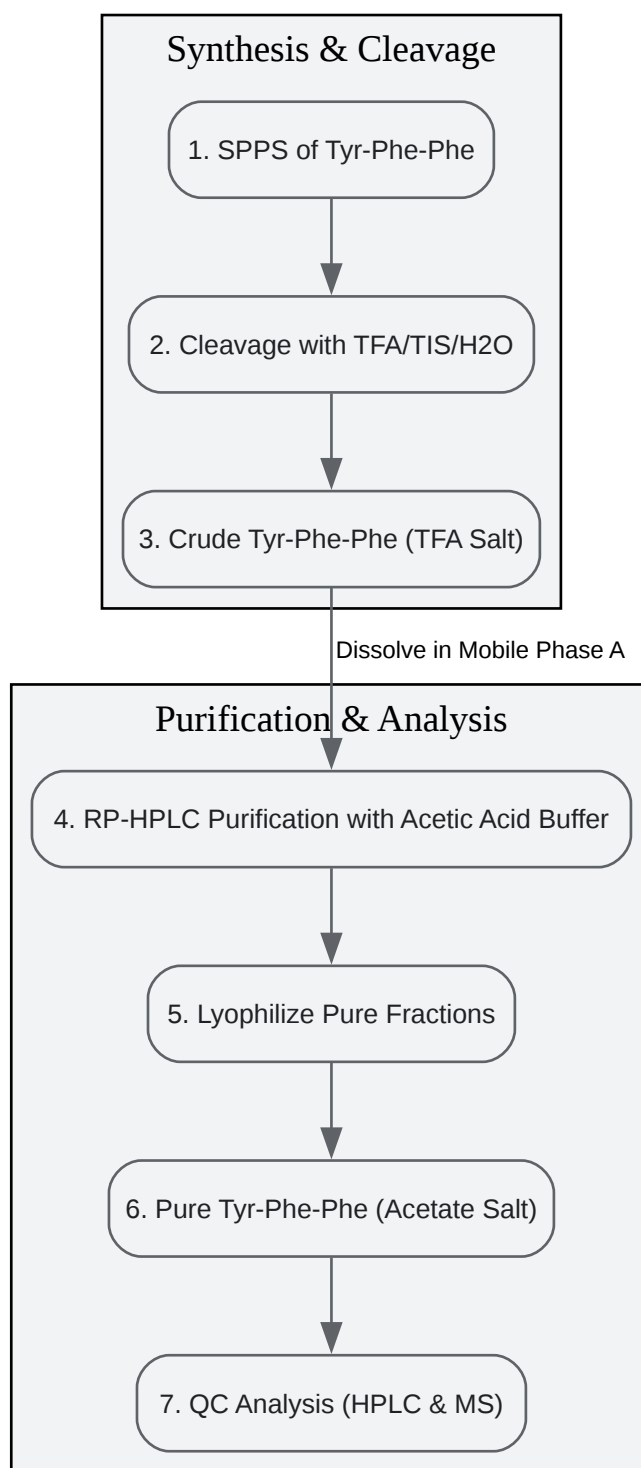 Synthesis & Cleavage
1. SPPS of Tyr-Phe-Phe
2. Cleavage with TFA/TIS/H2O
3. Crude Tyr-Phe-Phe (TFA Salt)
Dissolve in Mobile Phase A
Purification & Analysis
4. RP-HPLC Purification with Acetic Acid Buffer
5. Lyophilize Pure Fractions
6. Pure Tyr-Phe-Phe (Acetate Salt)
7. QC Analysis (HPLC & MS)